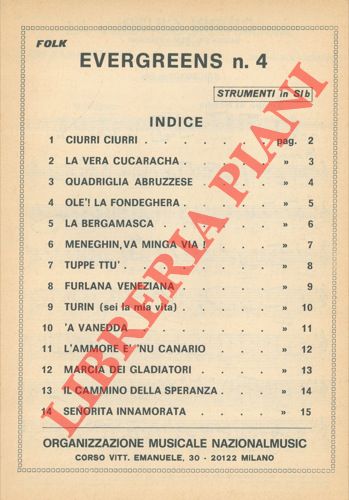 FOLK
EVERGREENS n. 4
STRUMENTI in SIb
INDICE
1 CIURRI CIURRI . . . . . . . pag. 2
2 LA VERA CUCARACHA . . . . . » 3
3 QUADRIGLIA ABRUZZESE . . . . » 4
4 OLE'! LA FONDEGHERA . . . . . » 5
5 LA BERGAMASCA . . . . . . » 6
6 MENEGHIN, VA MINGA VIA ! . . . . » 7
7 TUPPE TTU' . . . . . . . » 8
8 FURLANA VENEZIANA . . . . . » 9
9 TURIN (sei la mia vita) . . . . . » 10
10 'A VANEDDA . . . . . . . » 11
11 L'AMMORE E' 'NU CANARIO . . . . » 12
12 MARCIA DEI GLADIATORI . . . . » 13
13 IL CAMMINO DELLA SPERANZA . . . » 14
14 SEÑORITA INNAMORATA . . . . » 15
ORGANIZZAZIONE MUSICALE NAZIONALMUSIC
CORSO VITT. EMANUELE, 30 - 20122 MILANO
LIBRERIA PIANI